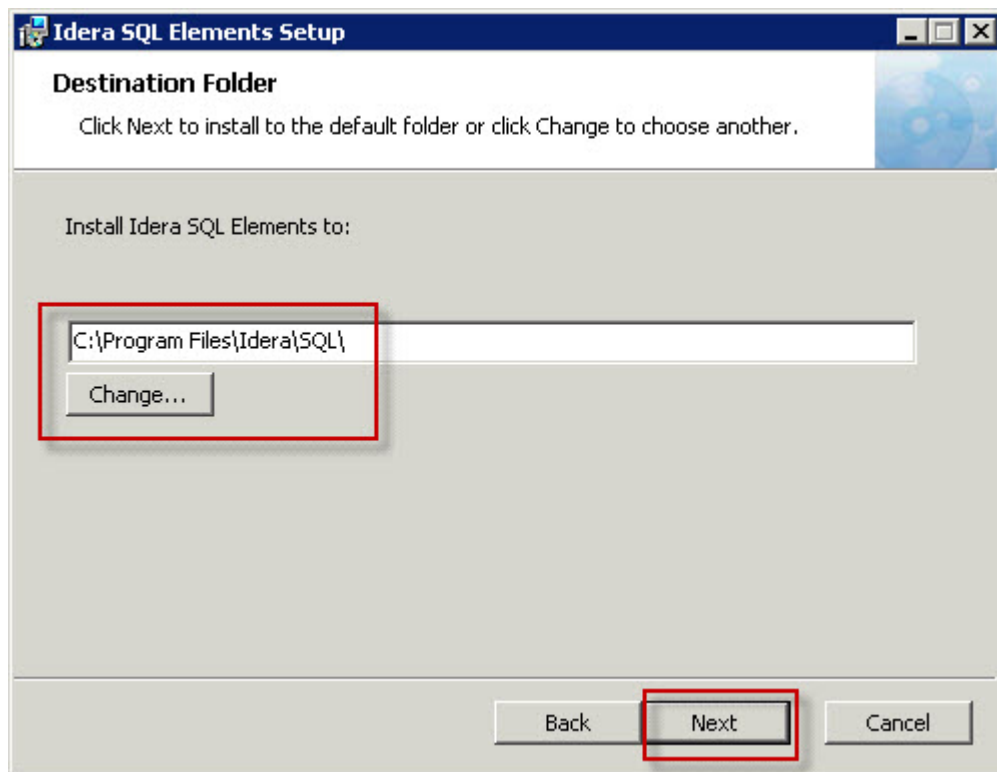 Idera SQL Elements Setup
Destination Folder
Click Next to install to the default folder or click Change to choose another.
Install Idera SQL Elements to:
C:\Program Files\Idera\SQL\
Change...
Back Next Cancel